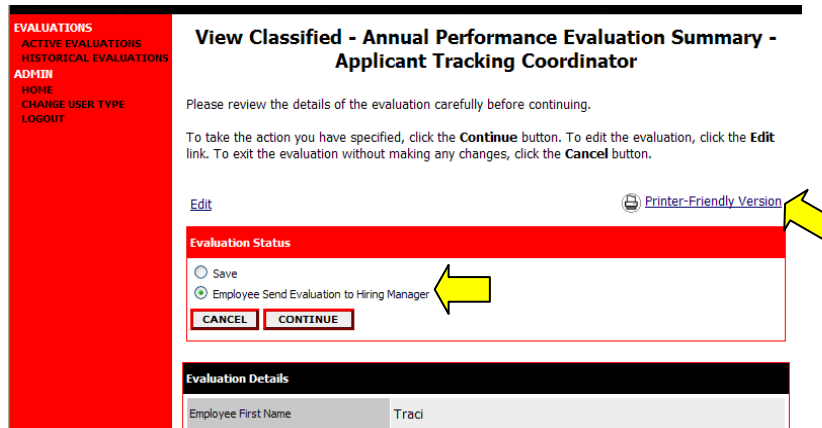 EVALUATIONS
ACTIVE EVALUATIONS
HISTORICAL EVALUATIONS
ADMIN
HOME
CHANGE USER TYPE
LOGOUT
View Classified - Annual Performance Evaluation Summary -
Applicant Tracking Coordinator
Please review the details of the evaluation carefully before continuing.
To take the action you have specified, click the Continue button. To edit the evaluation, click the Edit
link. To exit the evaluation without making any changes, click the Cancel button.
Edit
Printer-Friendly Version
Evaluation Status
Save
Employee Send Evaluation to Hiring Manager
CANCEL CONTINUE
Evaluation Details
Employee First Name Traci